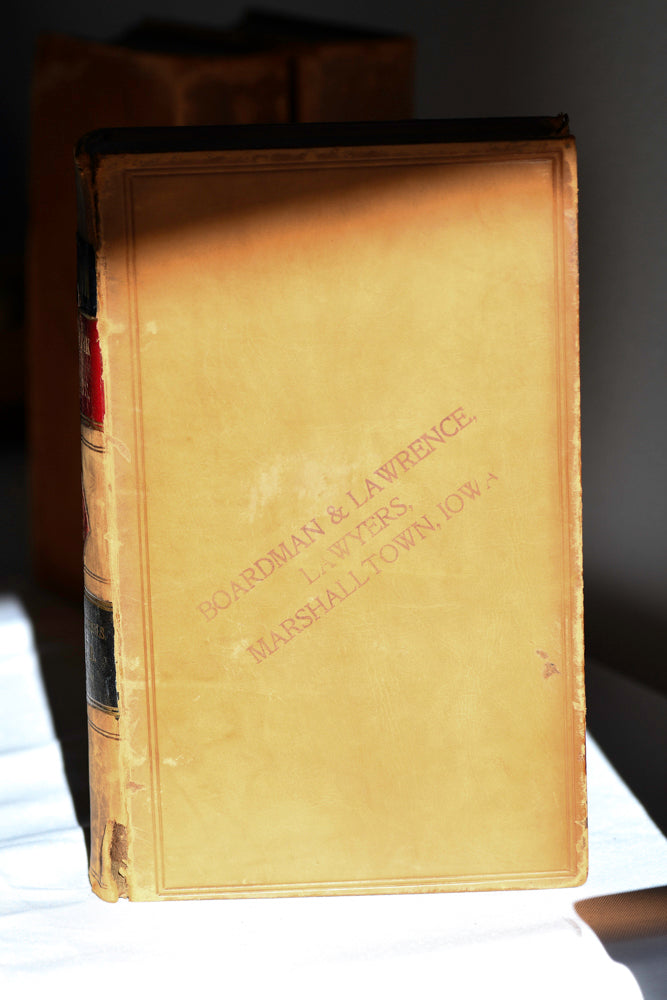 BOARDMAN & LAWRENCE,
LAWYERS,
MARSHALLTOWN, IOWA